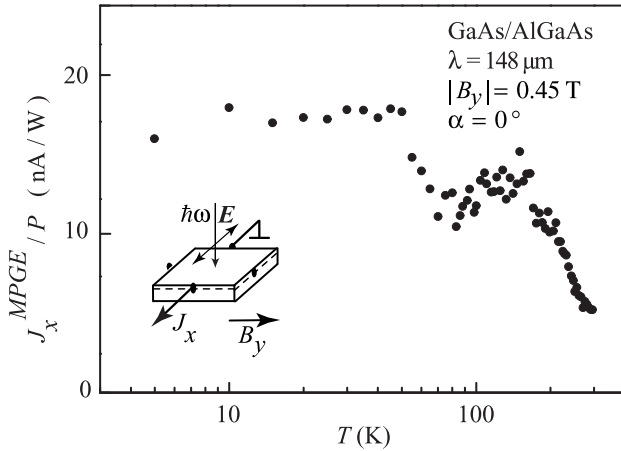 GaAs/AlGaAs
λ = 148 μm
|B_y| = 0.45 T
α = 0°
20
10
0
J_x^MPGE / P ( nA / W )
ħω
E
J_x
B_y
10
100
T (K)